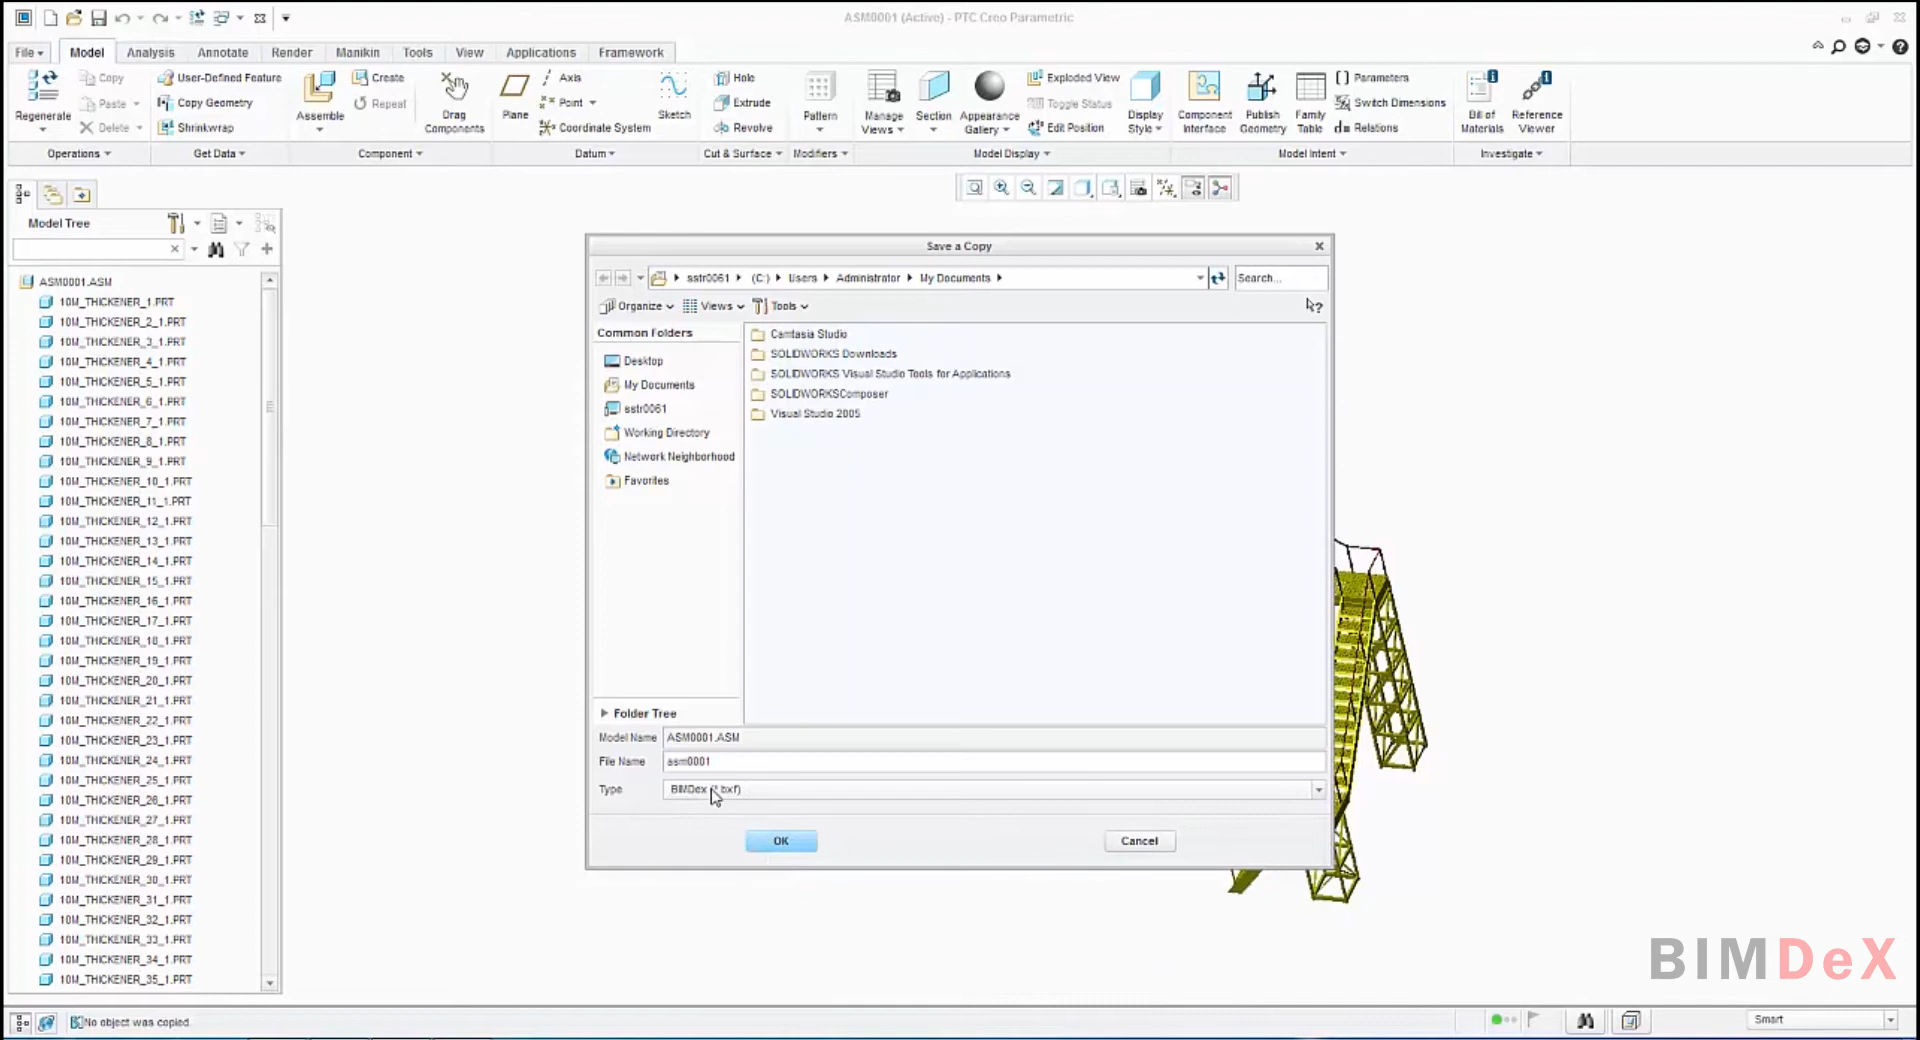 ASM0001 (Active) - PTC Creo Parametric
File Model Analysis Annotate Render Manikin Tools View Applications Framework
Regenerate
Copy
Paste
Delete
User-Defined Feature
Copy Geometry
Shrinkwrap
Assemble
Create
Repeat
Drag Components
Plane
Axis
Point
Coordinate System
Sketch
Hole
Extrude
Revolve
Pattern
Manage Views
Section
Appearance Gallery
Exploded View
Toggle Status
Edit Position
Display Style
Component Interface
Publish Geometry
Family Table
Parameters
Switch Dimensions
Relations
Bill of Materials
Reference Viewer
Operations Get Data Component Datum Cut & Surface Modifiers Model Display Model Intent Investigate
Model Tree
ASM0001.ASM
10M_THICKENER_1.PRT
10M_THICKENER_2_1.PRT
10M_THICKENER_3_1.PRT
10M_THICKENER_4_1.PRT
10M_THICKENER_5_1.PRT
10M_THICKENER_6_1.PRT
10M_THICKENER_7_1.PRT
10M_THICKENER_8_1.PRT
10M_THICKENER_9_1.PRT
10M_THICKENER_10_1.PRT
10M_THICKENER_11_1.PRT
10M_THICKENER_12_1.PRT
10M_THICKENER_13_1.PRT
10M_THICKENER_14_1.PRT
10M_THICKENER_15_1.PRT
10M_THICKENER_16_1.PRT
10M_THICKENER_17_1.PRT
10M_THICKENER_18_1.PRT
10M_THICKENER_19_1.PRT
10M_THICKENER_20_1.PRT
10M_THICKENER_21_1.PRT
10M_THICKENER_22_1.PRT
10M_THICKENER_23_1.PRT
10M_THICKENER_24_1.PRT
10M_THICKENER_25_1.PRT
10M_THICKENER_26_1.PRT
10M_THICKENER_27_1.PRT
10M_THICKENER_28_1.PRT
10M_THICKENER_29_1.PRT
10M_THICKENER_30_1.PRT
10M_THICKENER_31_1.PRT
10M_THICKENER_32_1.PRT
10M_THICKENER_33_1.PRT
10M_THICKENER_34_1.PRT
10M_THICKENER_35_1.PRT
Save a Copy
sstr0061 (C:) Users Administrator My Documents
Search...
Organize Views Tools
Common Folders
Desktop
My Documents
sstr0061
Working Directory
Network Neighborhood
Favorites
Camtasia Studio
SOLIDWORKS Downloads
SOLIDWORKS Visual Studio Tools for Applications
SOLIDWORKSComposer
Visual Studio 2005
Folder Tree
Model Name ASM0001.ASM
File Name asm0001
Type BIMDex (*.bxf)
OK Cancel
BIMDeX
No object was copied.
Smart